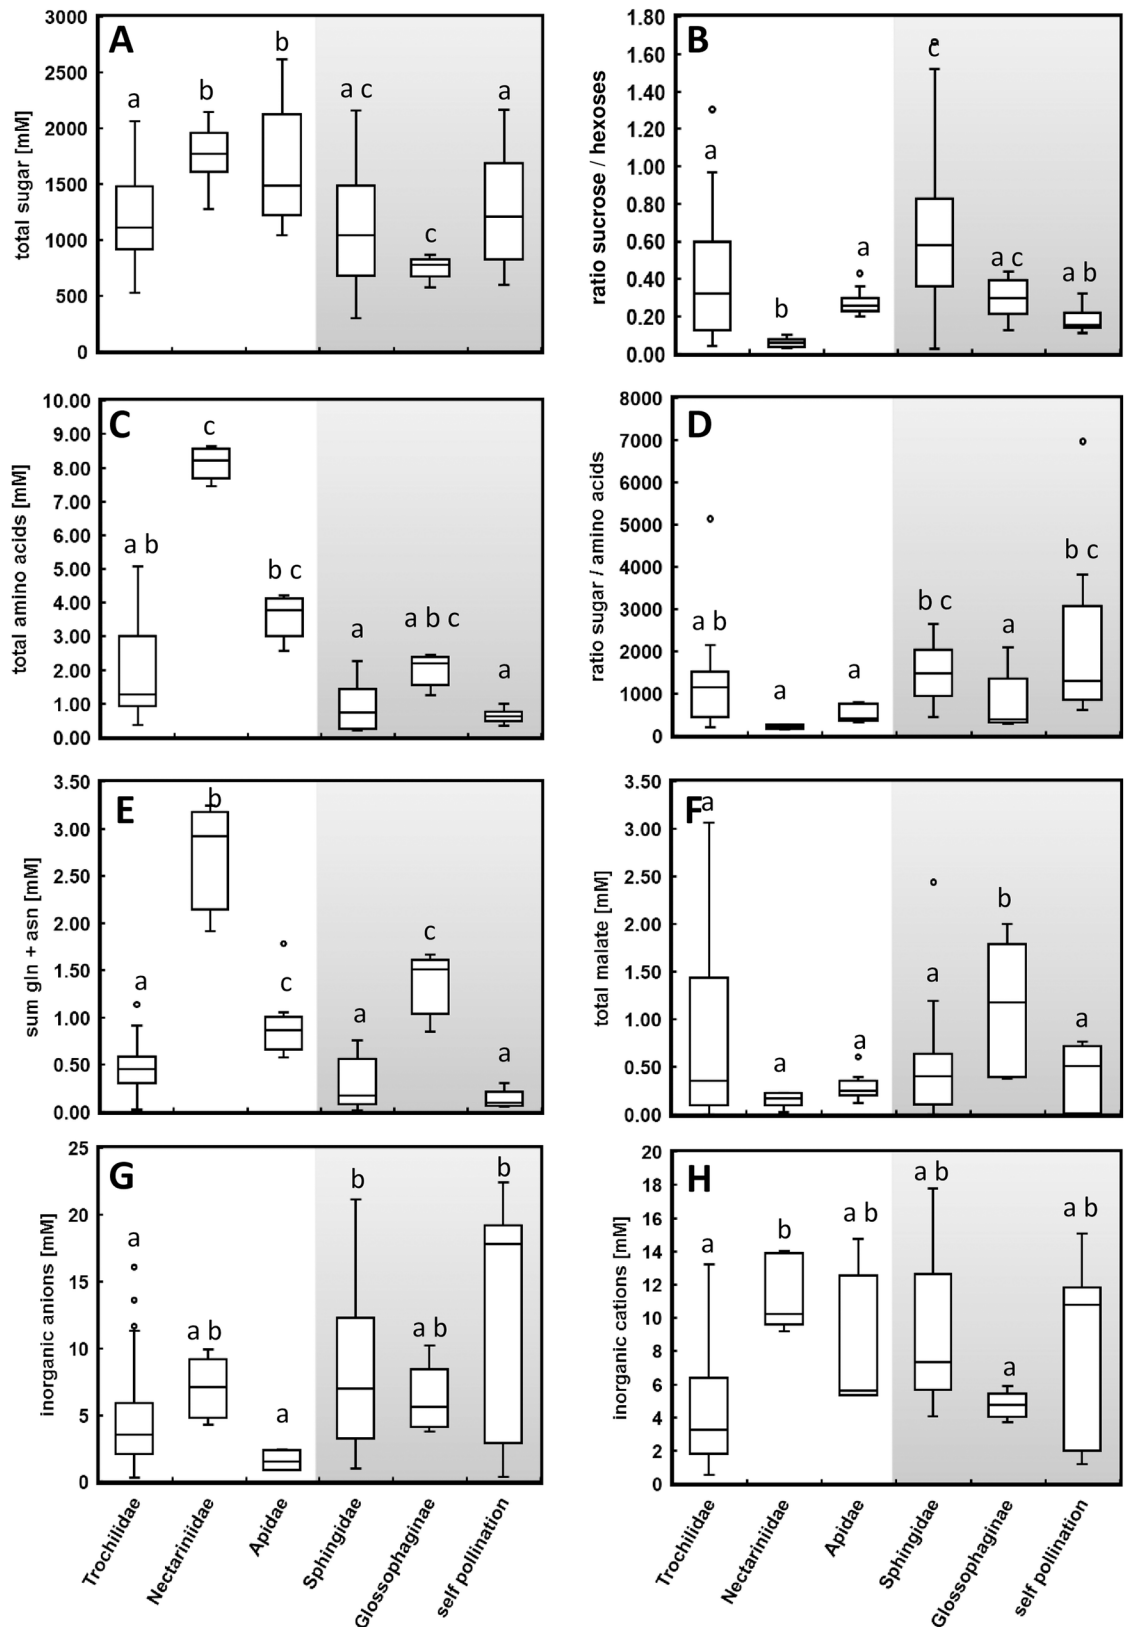 A
total sugar [mM]
3000
2500
2000
1500
1000
500
0
a
b
b
a c
c
a
B
ratio sucrose / hexoses
1.80
1.60
1.40
1.20
1.00
0.80
0.60
0.40
0.20
0.00
a
b
a
c
a c
a b
C
total amino acids [mM]
10.00
9.00
8.00
7.00
6.00
5.00
4.00
3.00
2.00
1.00
0.00
a b
c
b c
a
a b c
a
D
ratio sugar / amino acids
8000
7000
6000
5000
4000
3000
2000
1000
0
a b
a
a
b c
a
b c
E
sum gln + asn [mM]
3.50
3.00
2.50
2.00
1.50
1.00
0.50
0.00
a
b
c
a
c
a
F
total malate [mM]
3.50
3.00
2.50
2.00
1.50
1.00
0.50
0.00
a
a
a
a
b
a
G
inorganic anions [mM]
25
20
15
10
5
0
a
a b
a
b
a b
b
Trochilidae
Nectariniidae
Apidae
Sphingidae
Glossophaginae
self pollination
H
inorganic cations [mM]
20
18
16
14
12
10
8
6
4
2
0
a
b
a b
a b
a
a b
Trochilidae
Nectariniidae
Apidae
Sphingidae
Glossophaginae
self pollination